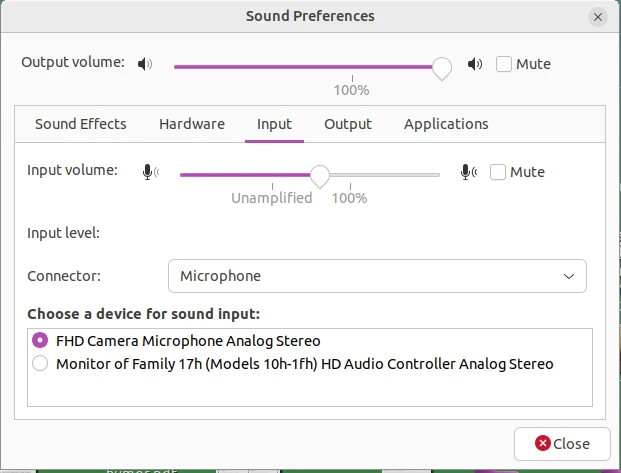 Sound Preferences
Output volume:
Mute
100%
Sound Effects Hardware Input Output Applications
Input volume:
Mute
Unamplified 100%
Input level:
Connector: Microphone
Choose a device for sound input:
FHD Camera Microphone Analog Stereo
Monitor of Family 17h (Models 10h-1fh) HD Audio Controller Analog Stereo
Close